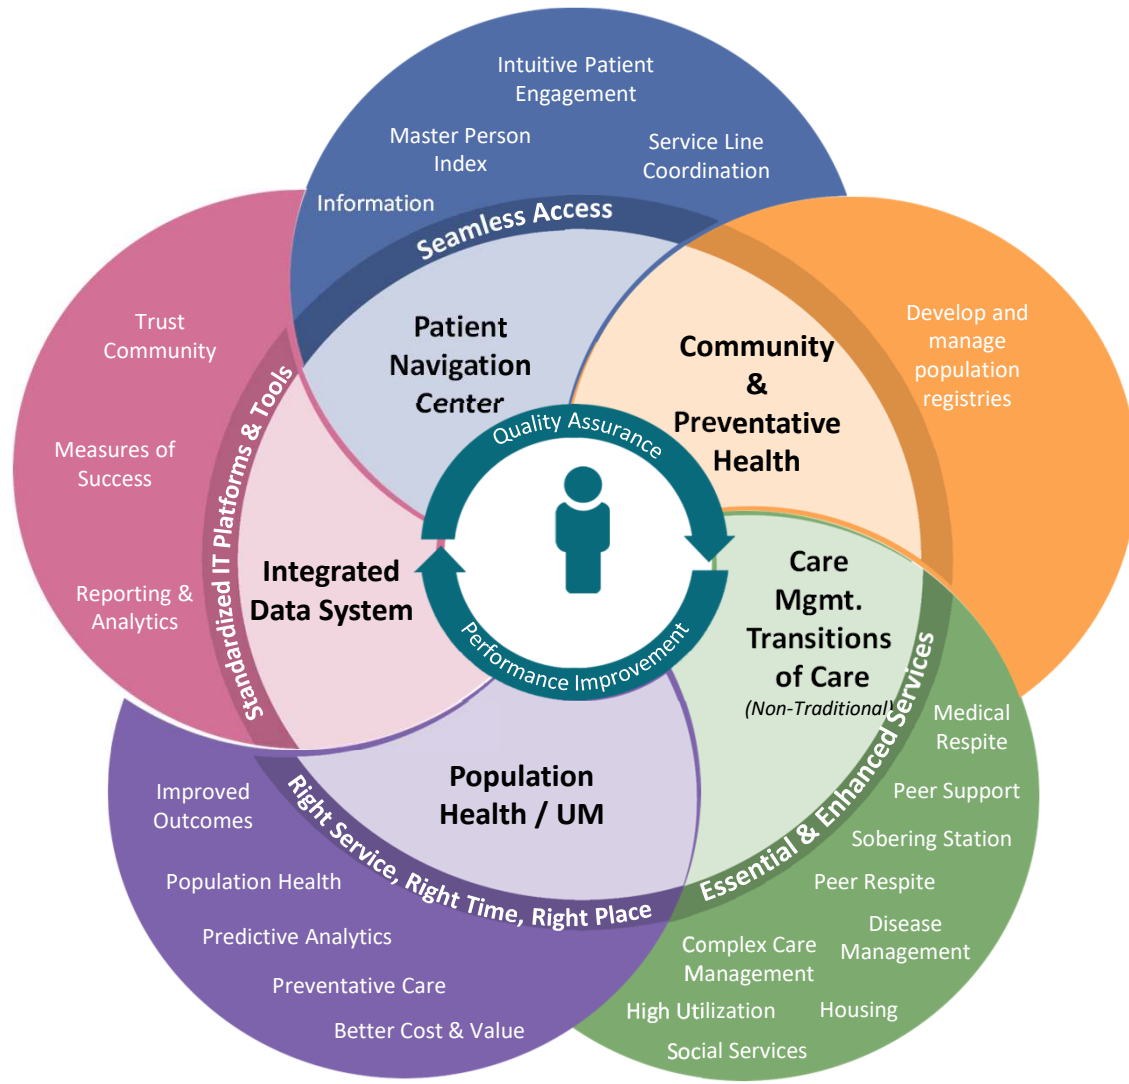 Intuitive Patient
Engagement
Master Person
Index
Service Line
Coordination
Information
Seamless Access
Patient
Navigation
Center
Community
&
Preventative
Health
Develop and
manage
population
registries
Trust
Community
Measures of
Success
Reporting &
Analytics
Standardized IT Platforms & Tools
Integrated
Data System
Quality Assurance
Performance Improvement
Care
Mgmt.
Transitions
of Care
(Non-Traditional)
Essential & Enhanced Services
Medical
Respite
Peer Support
Sobering Station
Peer Respite
Disease
Management
Complex Care
Management
High Utilization
Housing
Social Services
Population
Health / UM
Right Service, Right Time, Right Place
Improved
Outcomes
Population Health
Predictive Analytics
Preventative Care
Better Cost & Value